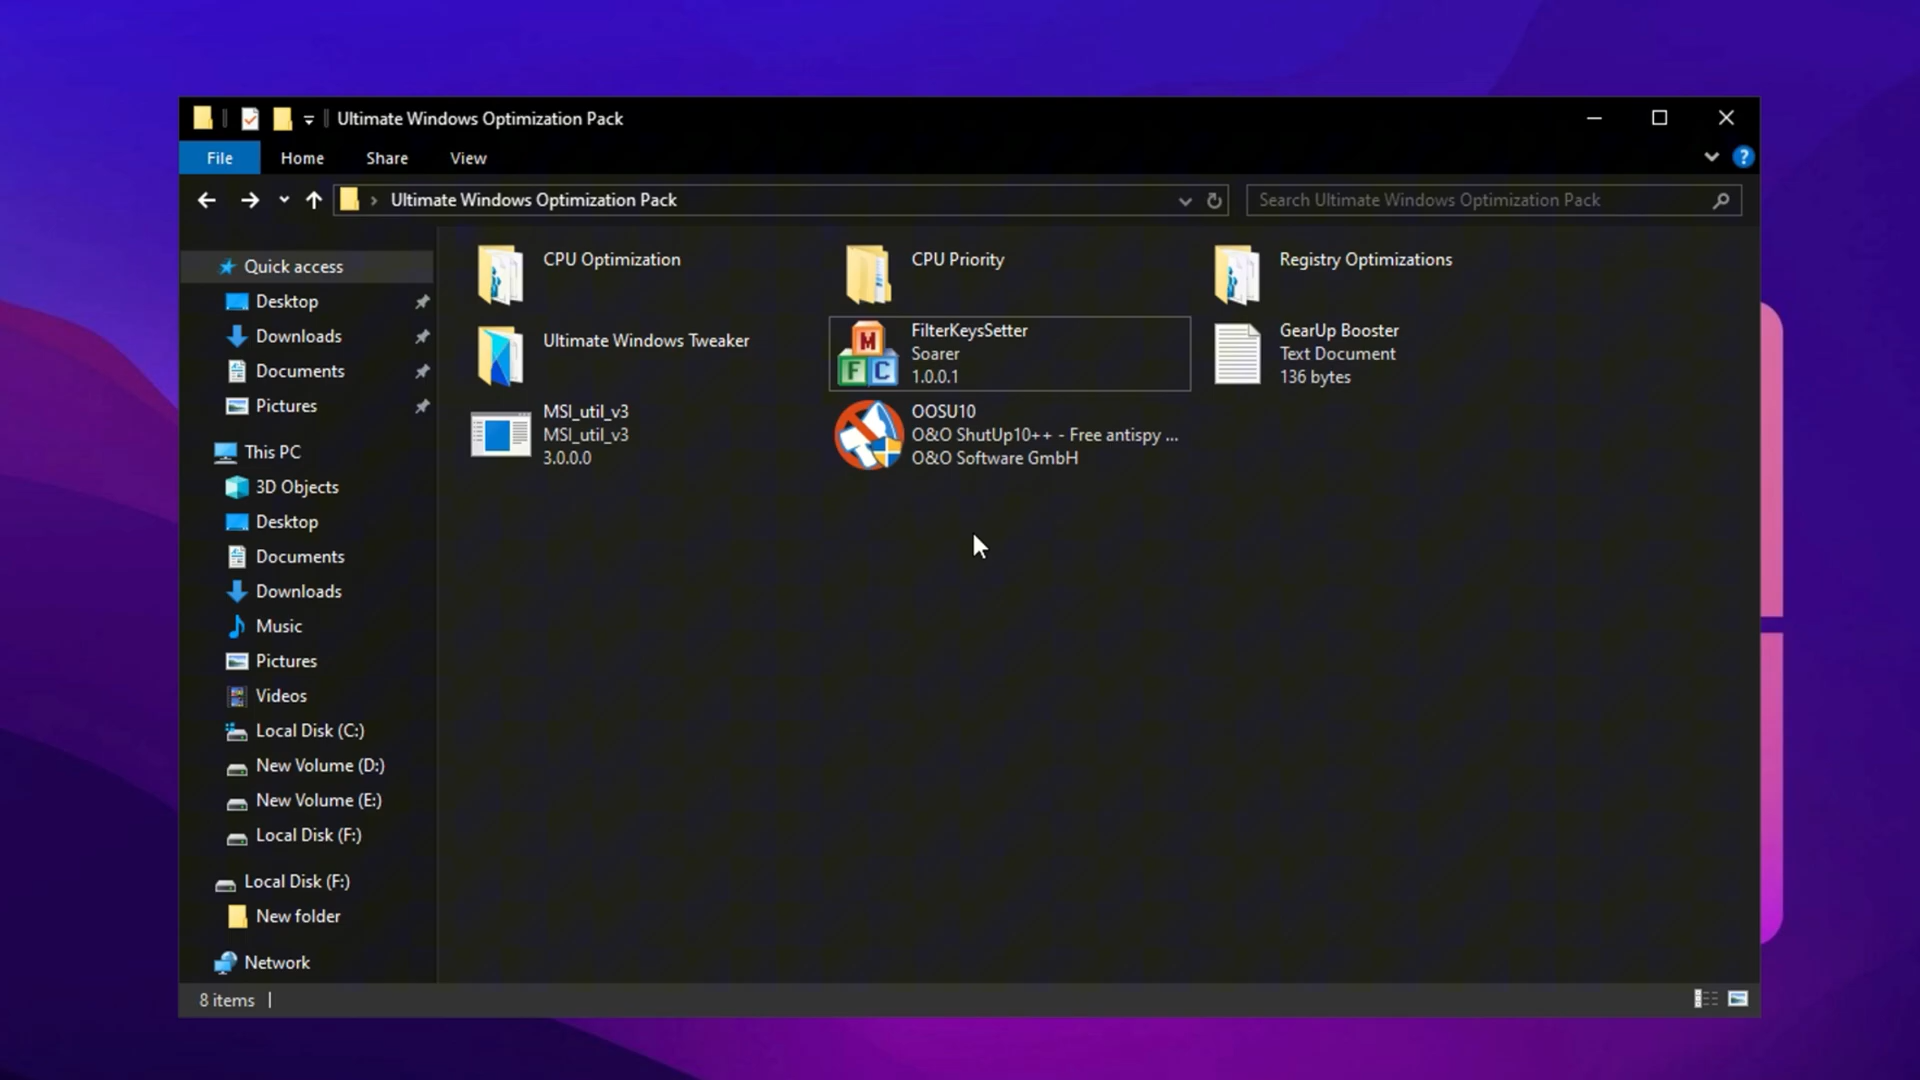 Ultimate Windows Optimization Pack
File Home Share View
?
Ultimate Windows Optimization Pack
Search Ultimate Windows Optimization Pack
Quick access
Desktop
Downloads
Documents
Pictures
This PC
3D Objects
Desktop
Documents
Downloads
Music
Pictures
Videos
Local Disk (C:)
New Volume (D:)
New Volume (E:)
Local Disk (F:)
Local Disk (F:)
New folder
Network
CPU Optimization
CPU Priority
Registry Optimizations
Ultimate Windows Tweaker
M
F C
FilterKeysSetter
Soarer
1.0.0.1
GearUp Booster
Text Document
136 bytes
MSI_util_v3
MSI_util_v3
3.0.0.0
OOSU10
O&O ShutUp10++ - Free antispy ...
O&O Software GmbH
8 items